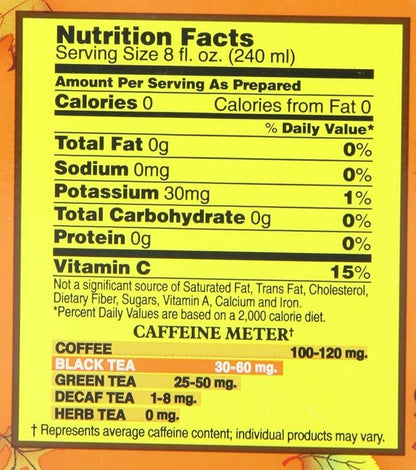 Nutrition Facts
Serving Size 8 fl. oz. (240 ml)
Amount Per Serving As Prepared
Calories 0 Calories from Fat 0
% Daily Value*
Total Fat 0g 0%
Sodium 0mg 0%
Potassium 30mg 1%
Total Carbohydrate 0g 0%
Protein 0g 0%
Vitamin C 15%
Not a significant source of Saturated Fat, Trans Fat, Cholesterol,
Dietary Fiber, Sugars, Vitamin A, Calcium and Iron.
*Percent Daily Values are based on a 2,000 calorie diet.
CAFFEINE METER†
COFFEE 100-120 mg.
BLACK TEA 30-60 mg.
GREEN TEA 25-50 mg.
DECAF TEA 1-8 mg.
HERB TEA 0 mg.
† Represents average caffeine content; individual products may vary.